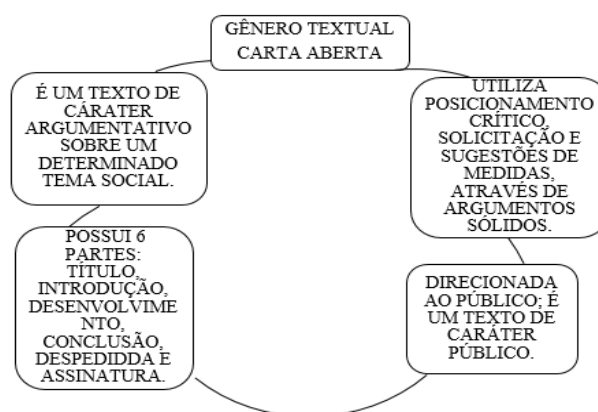 GÊNERO TEXTUAL
CARTA ABERTA
É UM TEXTO DE
CÁRATER
ARGUMENTATIVO
SOBRE UM
DETERMINADO
TEMA SOCIAL.
UTILIZA
POSICIONAMENTO
CRÍTICO,
SOLICITAÇÃO E
SUGESTÕES DE
MEDIDAS,
ATRAVÉS DE
ARGUMENTOS
SÓLIDOS.
POSSUI 6
PARTES:
TÍTULO,
INTRODUÇÃO,
DESENVOLVIME
NTO,
CONCLUSÃO,
DESPEDIDDA E
ASSINATURA.
DIRECIONADA
AO PÚBLICO; É
UM TEXTO DE
CARÁTER
PÚBLICO.